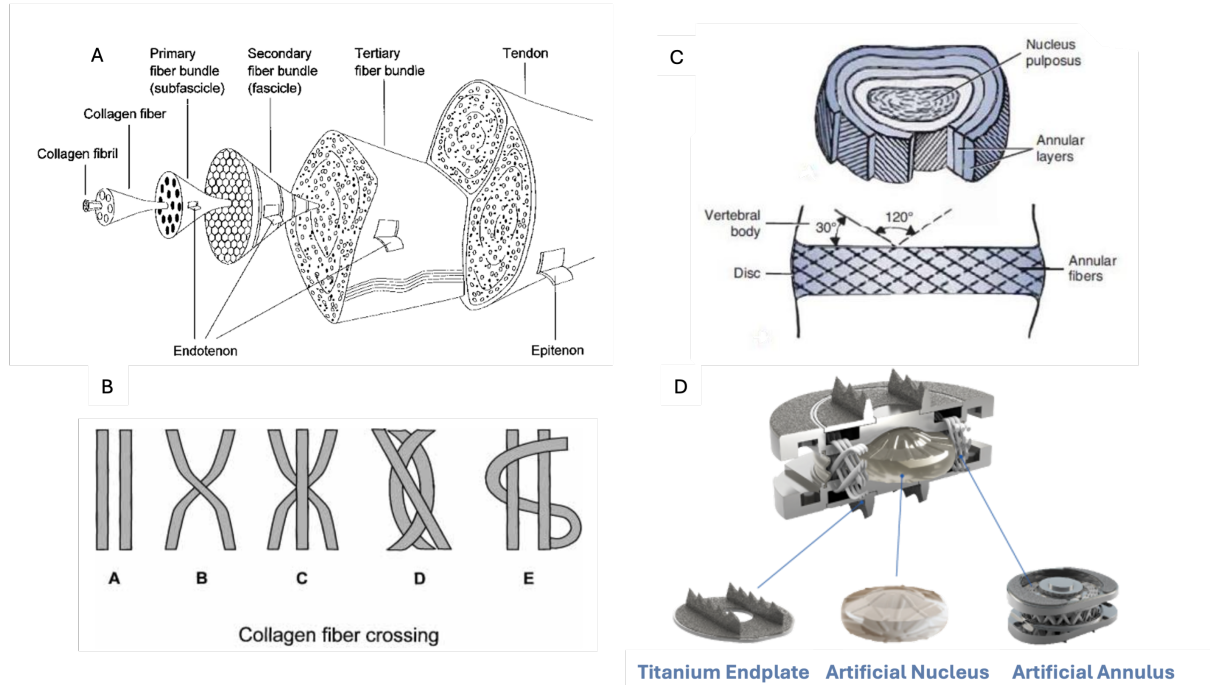 A
Primary
fiber bundle
(subfascicle)
Secondary
fiber bundle
(fascicle)
Tertiary
fiber bundle
Tendon
Collagen fiber
Collagen fibril
Endotenon
Epitenon
B
A
B
C
D
E
Collagen fiber crossing
C
Nucleus
pulposus
Annular
layers
Vertebral
body
30°
120°
Disc
Annular
fibers
D
Titanium Endplate
Artificial Nucleus
Artificial Annulus